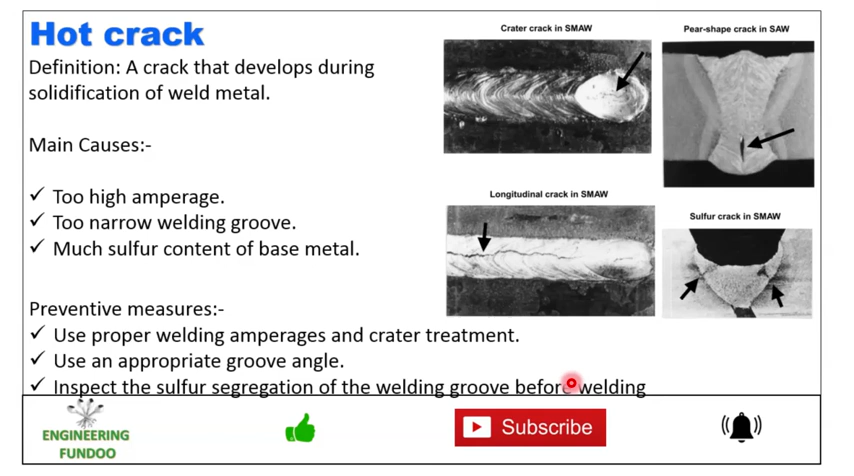 Hot crack
Definition: A crack that develops during
solidification of weld metal.
Main Causes:-
✓ Too high amperage.
✓ Too narrow welding groove.
✓ Much sulfur content of base metal.
Preventive measures:-
✓ Use proper welding amperages and crater treatment.
✓ Use an appropriate groove angle.
✓ Inspect the sulfur segregation of the welding groove before welding
Crater crack in SMAW
Pear-shape crack in SAW
Longitudinal crack in SMAW
Sulfur crack in SMAW
ENGINEERING
FUNDOO
Subscribe